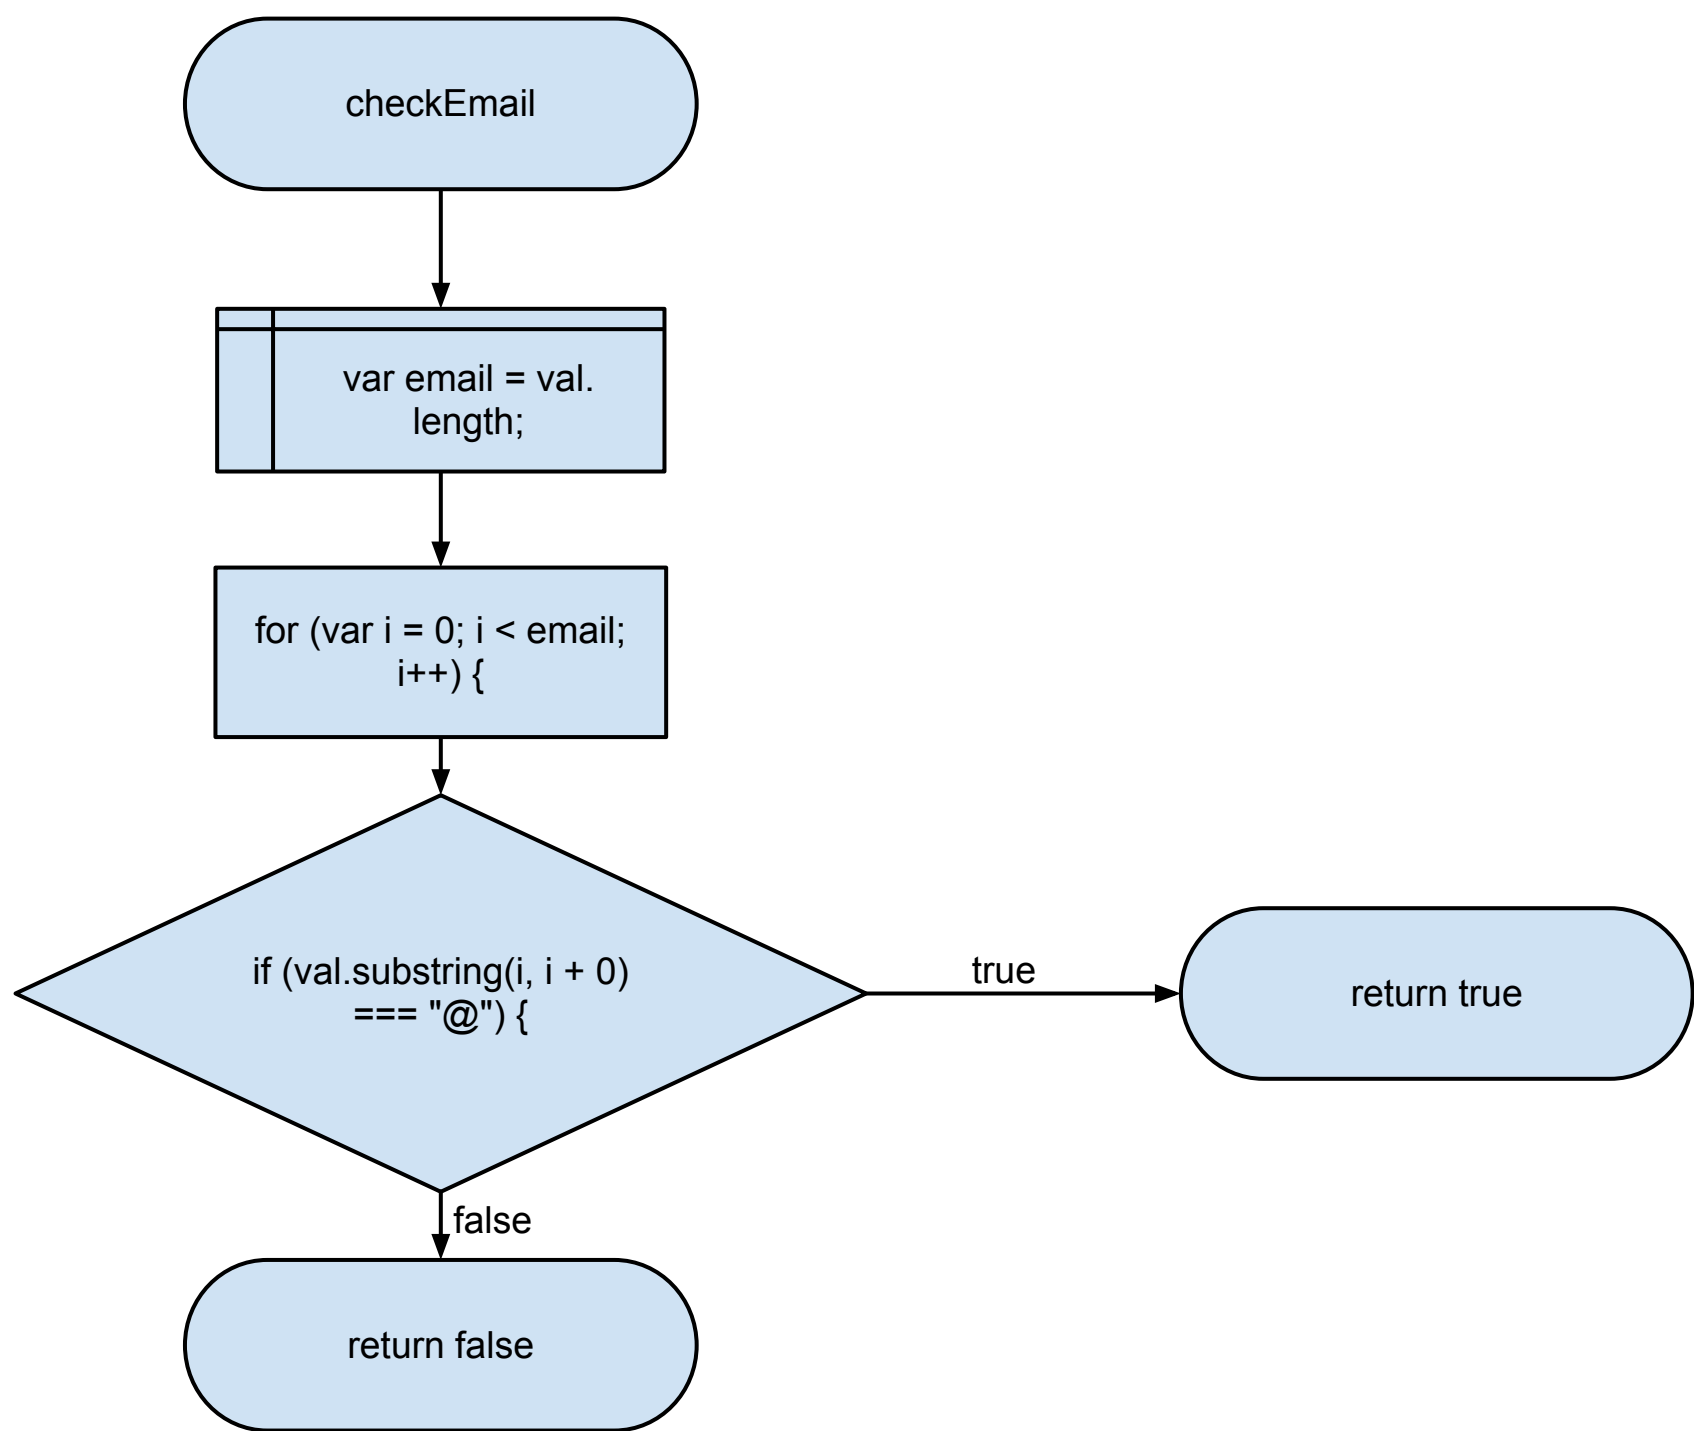 checkEmail
var email = val.
length;
for (var i = 0; i < email;
i++) {
if (val.substring(i, i + 0)
=== "@") {
true
return true
false
return false